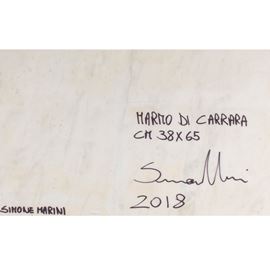 MARMO DI CARRARA
CM 38X65
2018
SIMONE MARINI